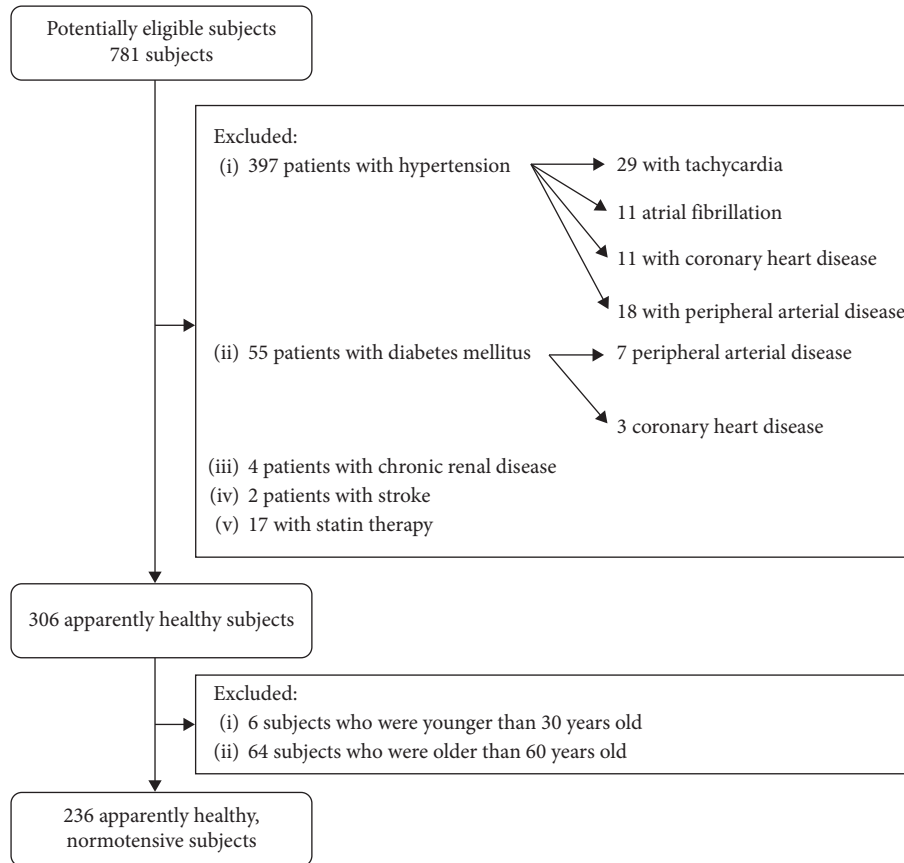 Potentially eligible subjects
781 subjects
Excluded:
(i) 397 patients with hypertension
29 with tachycardia
11 atrial fibrillation
11 with coronary heart disease
18 with peripheral arterial disease
(ii) 55 patients with diabetes mellitus
7 peripheral arterial disease
3 coronary heart disease
(iii) 4 patients with chronic renal disease
(iv) 2 patients with stroke
(v) 17 with statin therapy
306 apparently healthy subjects
Excluded:
(i) 6 subjects who were younger than 30 years old
(ii) 64 subjects who were older than 60 years old
236 apparently healthy,
normotensive subjects